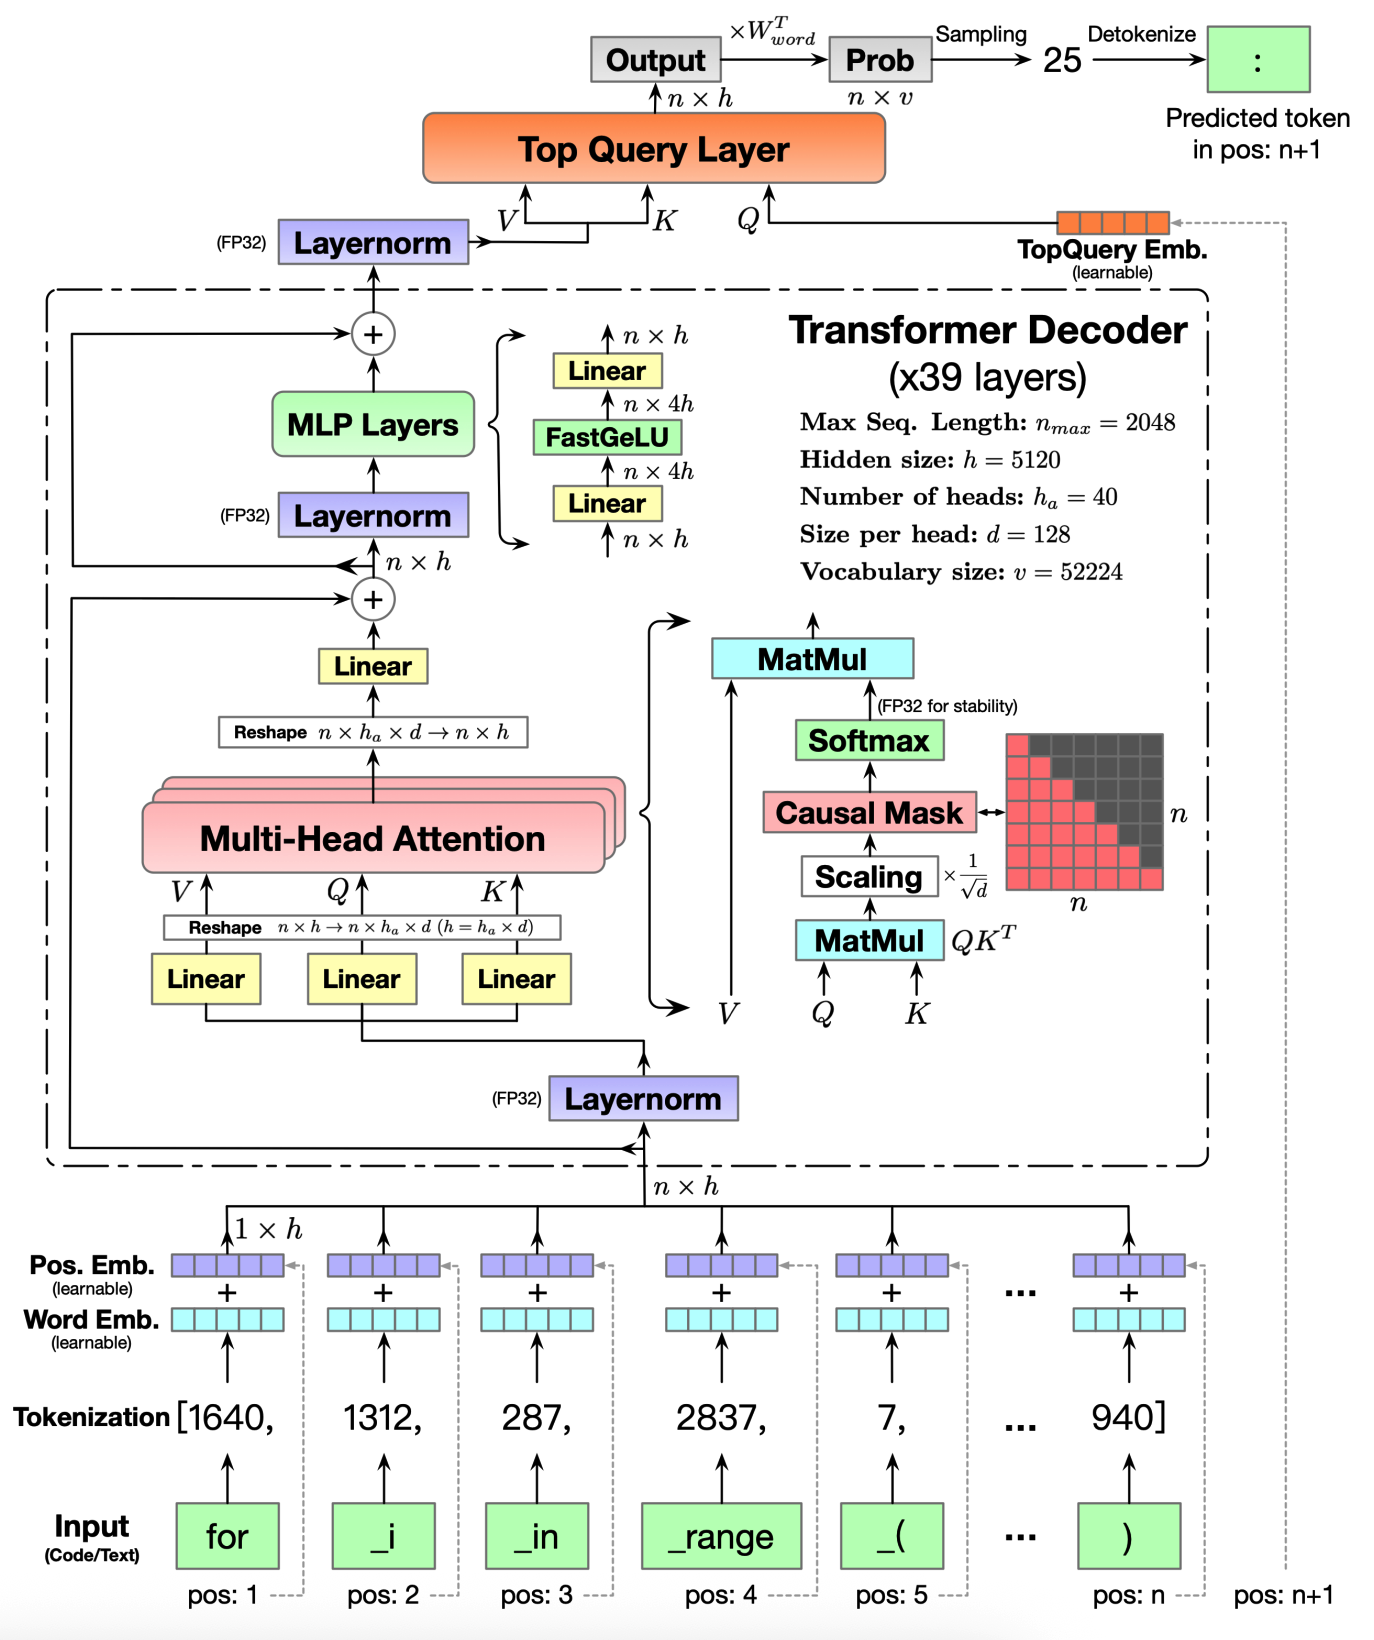 ×W^T_word
Sampling
Detokenize
Output
Prob
25
:
n × h
n × v
Predicted token
in pos: n+1
Top Query Layer
V
K
Q
(FP32)
Layernorm
TopQuery Emb.
(learnable)
+
n × h
Linear
n × 4h
MLP Layers
FastGeLU
n × 4h
Linear
(FP32)
Layernorm
n × h
n × h
+
Transformer Decoder
(x39 layers)
Max Seq. Length: n_max = 2048
Hidden size: h = 5120
Number of heads: h_a = 40
Size per head: d = 128
Vocabulary size: v = 52224
Linear
Reshape n × h_a × d → n × h
Multi-Head Attention
V
Q
K
Reshape n × h → n × h_a × d (h = h_a × d)
Linear
Linear
Linear
MatMul
(FP32 for stability)
Softmax
Causal Mask
n
n
Scaling
× 1/√d
MatMul
QK^T
V
Q
K
(FP32)
Layernorm
n × h
1 × h
Pos. Emb.
(learnable)
+ + + + + ... +
Word Emb.
(learnable)
Tokenization [1640, 1312, 287, 2837, 7, ... 940]
Input
(Code/Text)
for _i _in _range _( ... )
pos: 1 pos: 2 pos: 3 pos: 4 pos: 5 pos: n pos: n+1